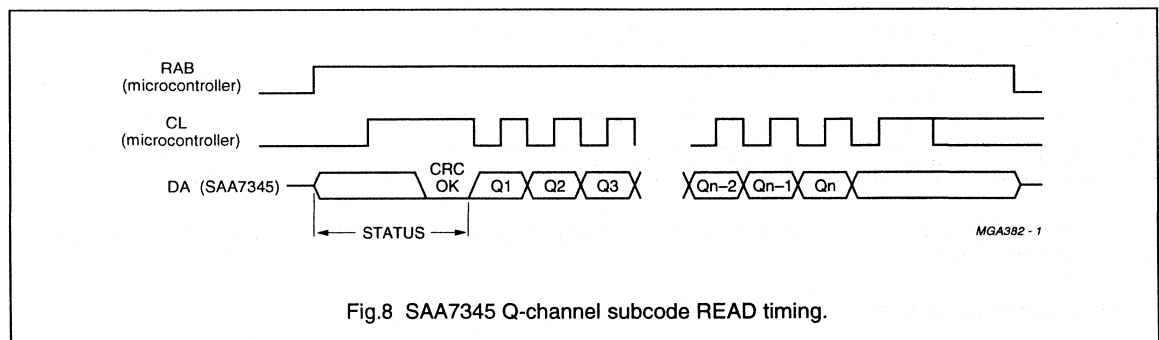 RAB
(microcontroller)
CL
(microcontroller)
DA (SAA7345)
CRC
OK
Q1
Q2
Q3
Qn–2
Qn–1
Qn
STATUS
MGA382 - 1
Fig.8 SAA7345 Q-channel subcode READ timing.